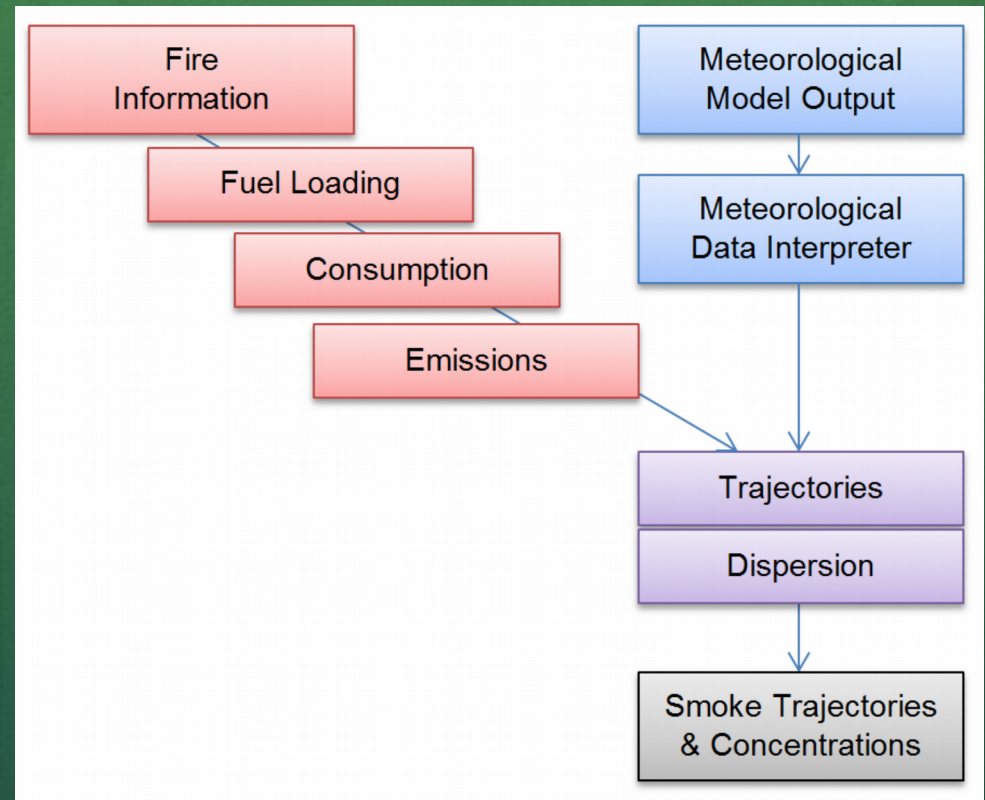 Fire
Information
Fuel Loading
Consumption
Emissions
Meteorological
Model Output
Meteorological
Data Interpreter
Trajectories
Dispersion
Smoke Trajectories
& Concentrations